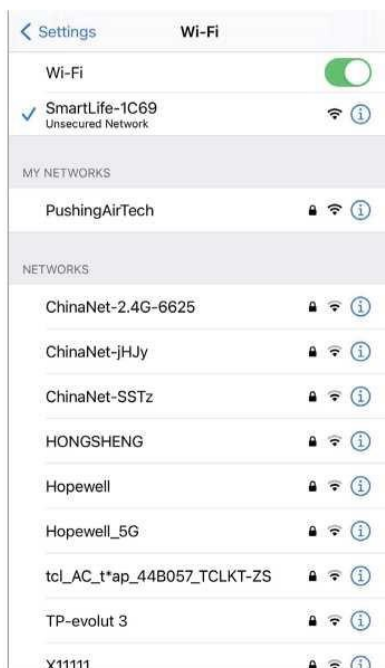 Settings
Wi-Fi
Wi-Fi
SmartLife-1C69
Unsecured Network
MY NETWORKS
PushingAirTech
NETWORKS
ChinaNet-2.4G-6625
ChinaNet-jHJy
ChinaNet-SSTz
HONGSHENG
Hopewell
Hopewell_5G
tcl_AC_t*ap_44B057_TCLKT-ZS
TP-evolut 3
X11111